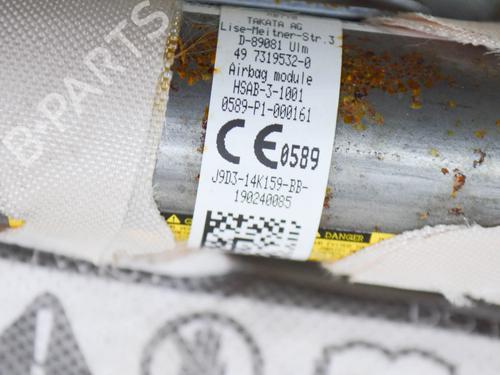 TAKATA AG
Lise-Meitner-Str.3
D-89081 Ulm
49 7319532-0
Airbag module
HSAB-3-1001
0589-P1-000161
CE0589
J9D3-14K159-BB-
190240085
DANGER
B-PARTS